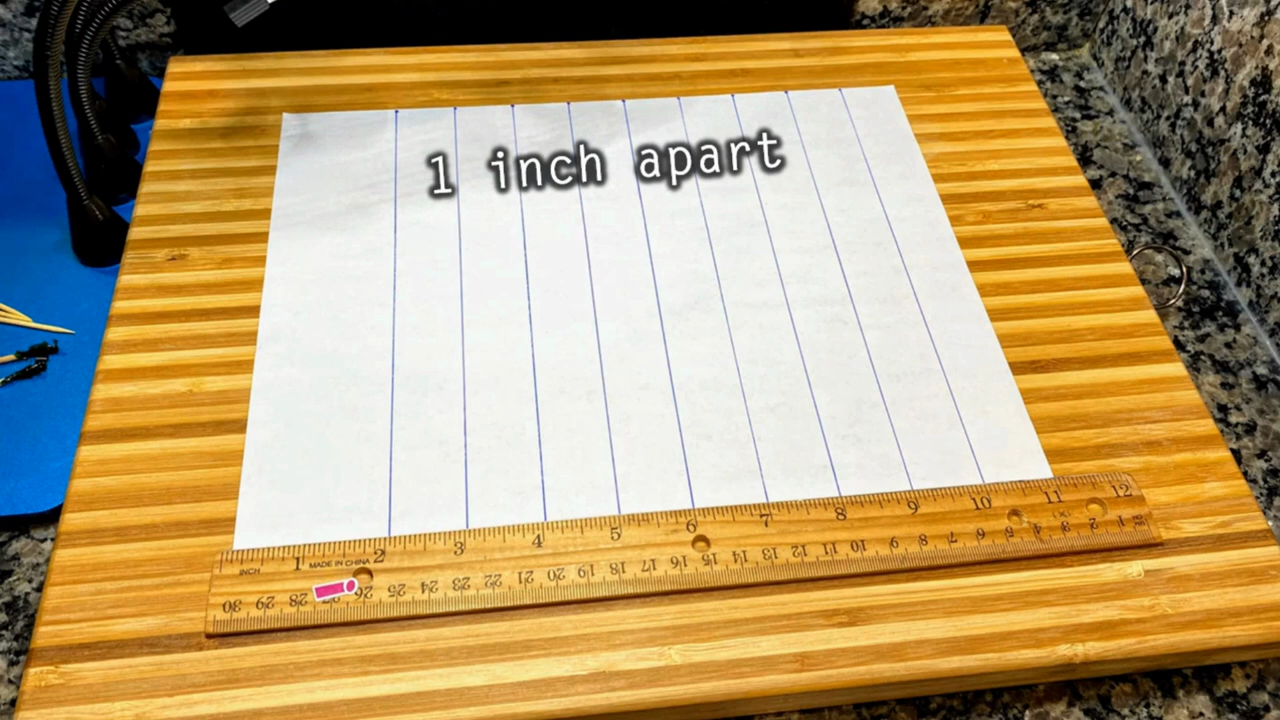 1 inch apart
1 2 3 4 5 6 7 8 9 10 11 12
INCH MADE IN CHINA
30 29 28 27 26 25 24 23 22 21 20 19 18 17 16 15 14 13 12 11 10 9 8 7 6 5 4 3 2 1